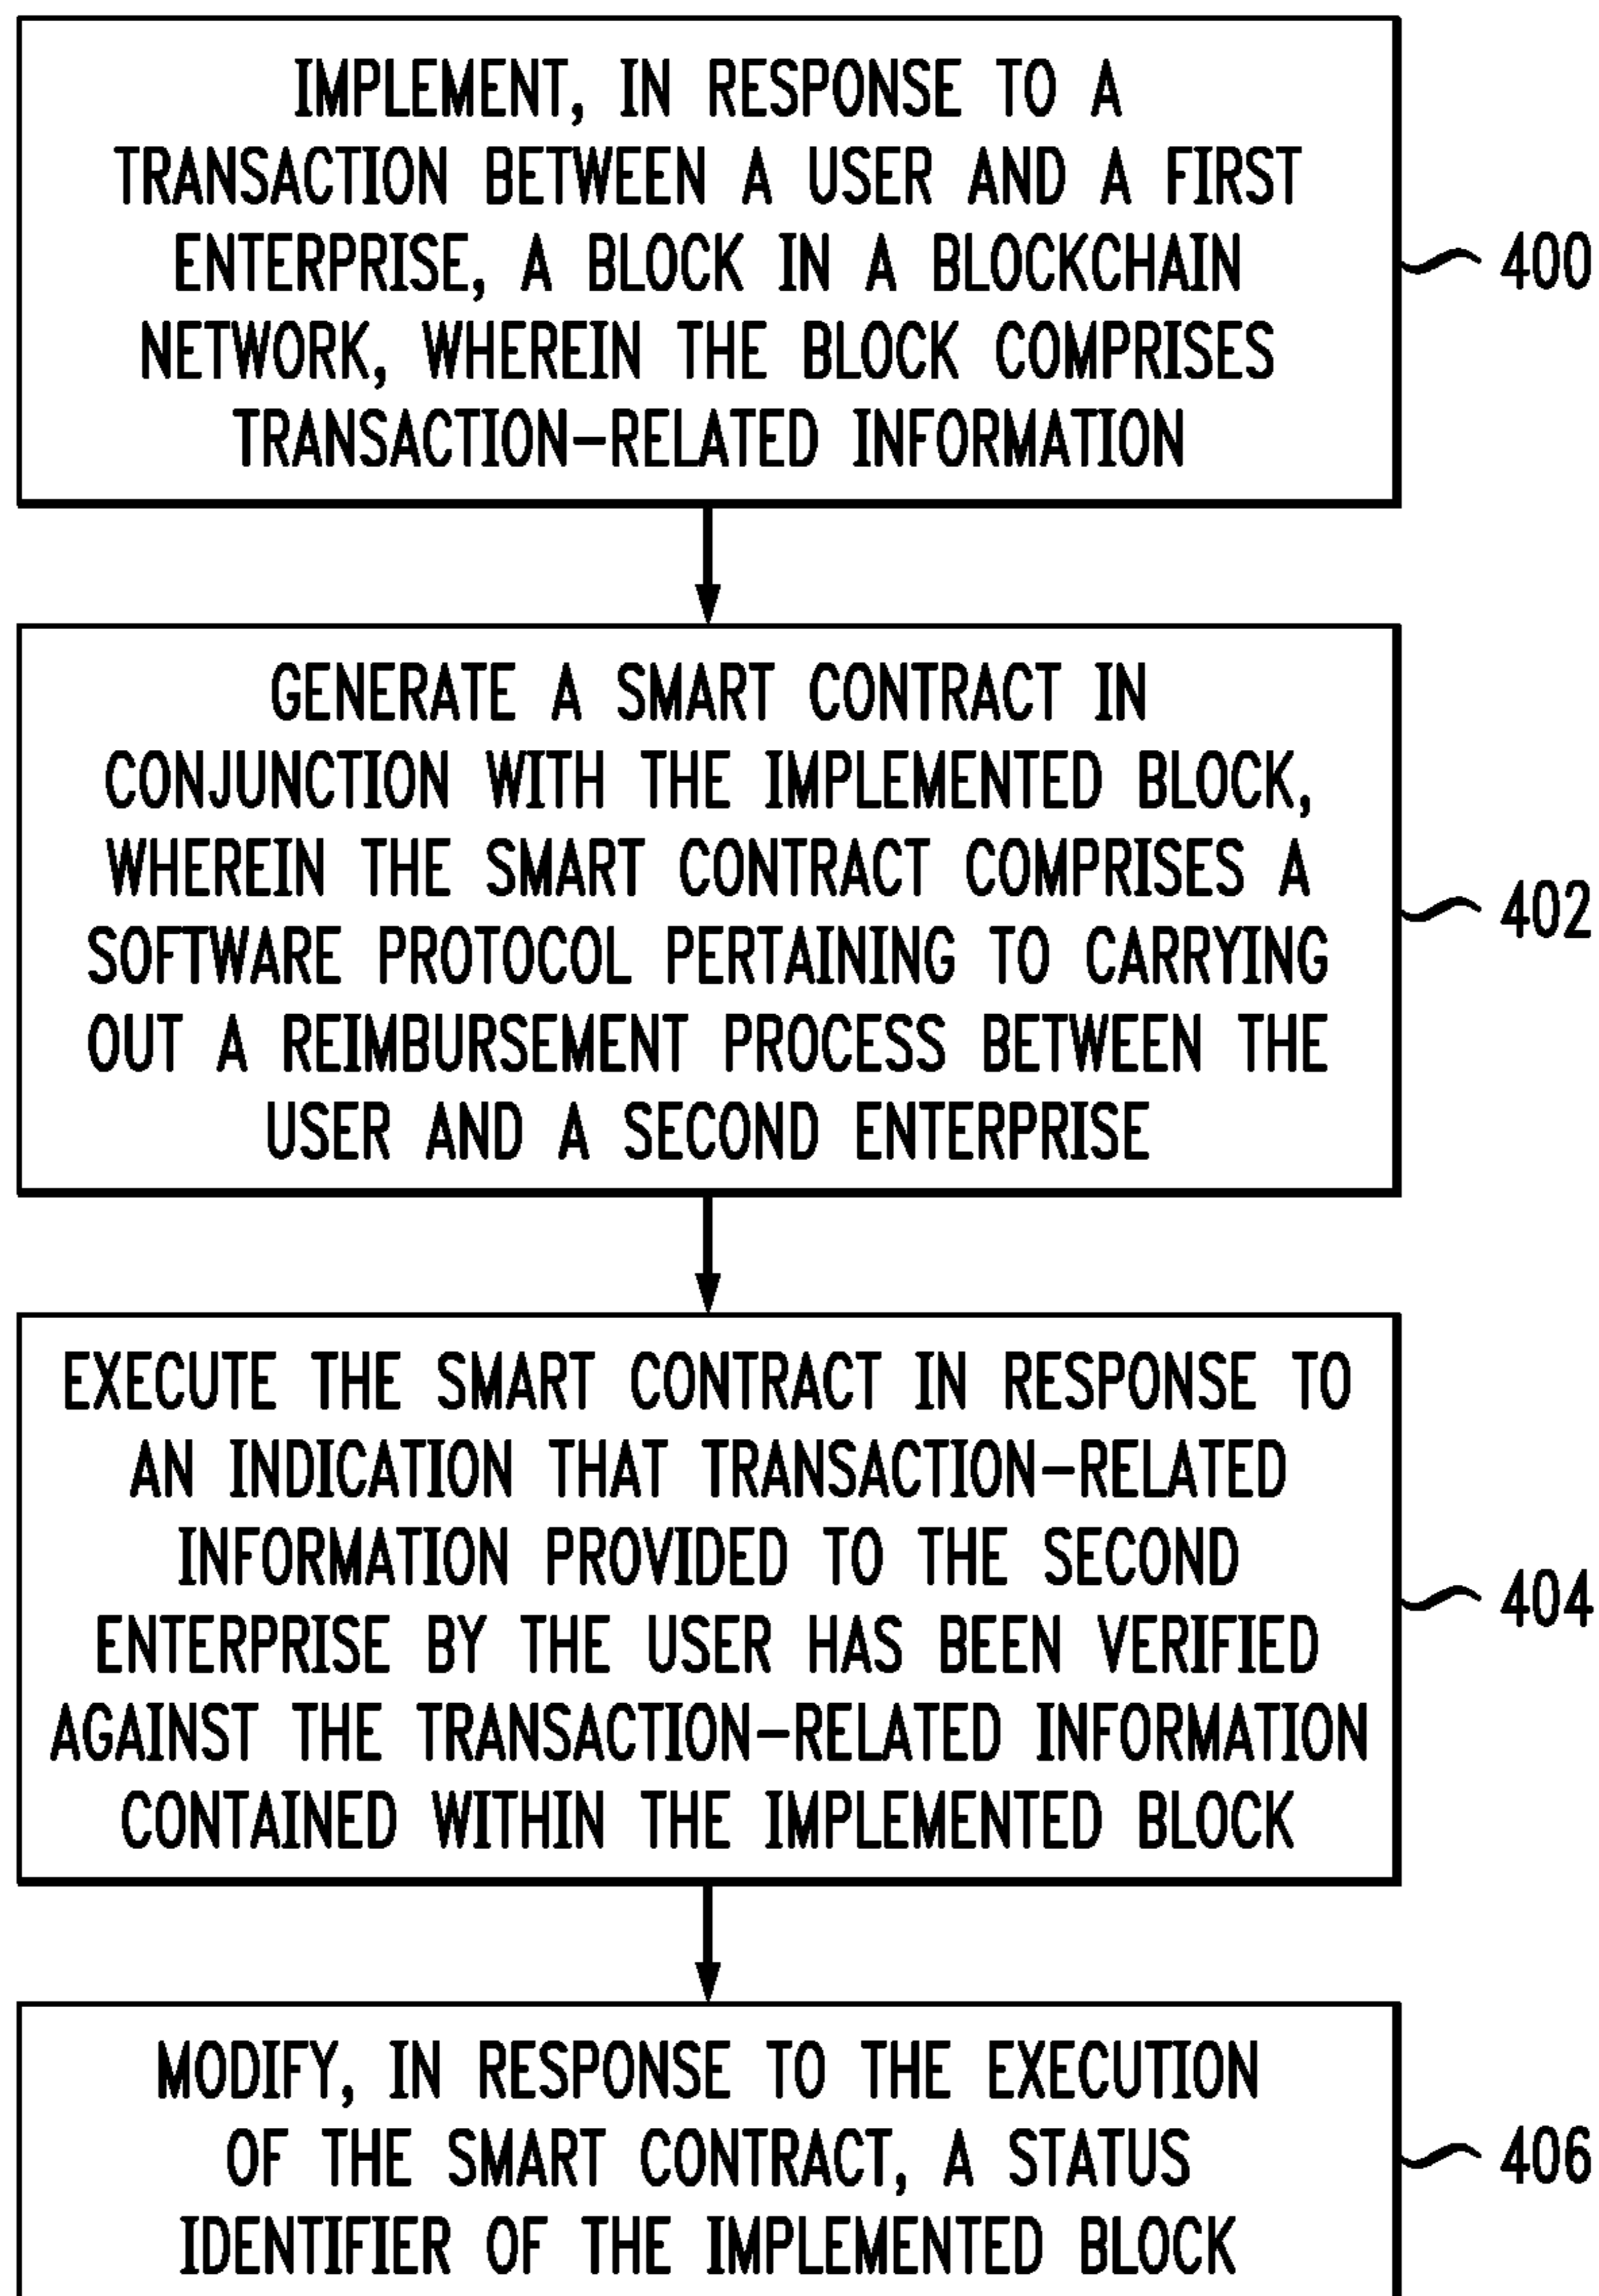 IMPLEMENT, IN RESPONSE TO A
TRANSACTION BETWEEN A USER AND A FIRST
ENTERPRISE, A BLOCK IN A BLOCKCHAIN
NETWORK, WHEREIN THE BLOCK COMPRISES
TRANSACTION-RELATED INFORMATION
400
GENERATE A SMART CONTRACT IN
CONJUNCTION WITH THE IMPLEMENTED BLOCK,
WHEREIN THE SMART CONTRACT COMPRISES A
SOFTWARE PROTOCOL PERTAINING TO CARRYING
OUT A REIMBURSEMENT PROCESS BETWEEN THE
USER AND A SECOND ENTERPRISE
402
EXECUTE THE SMART CONTRACT IN RESPONSE TO
AN INDICATION THAT TRANSACTION-RELATED
INFORMATION PROVIDED TO THE SECOND
ENTERPRISE BY THE USER HAS BEEN VERIFIED
AGAINST THE TRANSACTION-RELATED INFORMATION
CONTAINED WITHIN THE IMPLEMENTED BLOCK
404
MODIFY, IN RESPONSE TO THE EXECUTION
OF THE SMART CONTRACT, A STATUS
IDENTIFIER OF THE IMPLEMENTED BLOCK
406